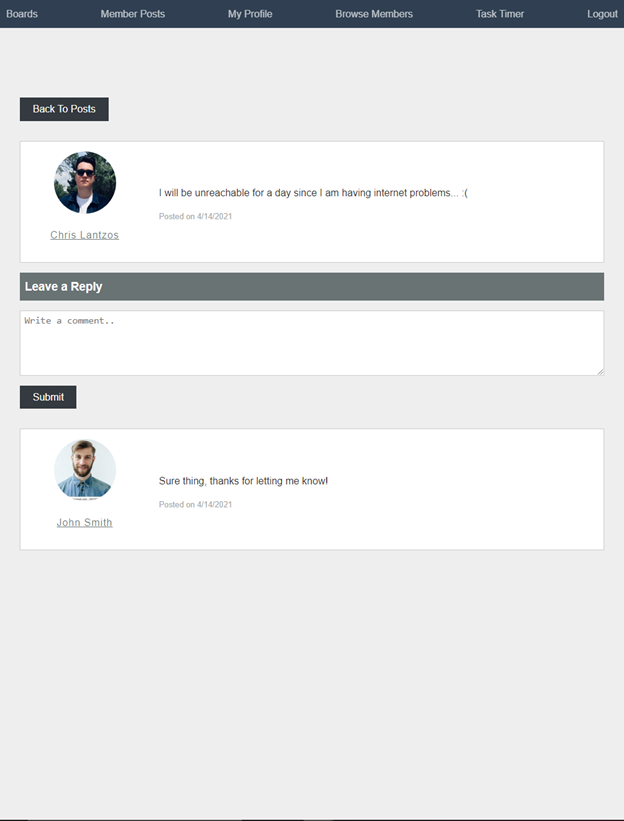 Boards Member Posts My Profile Browse Members Task Timer Logout
Back To Posts
I will be unreachable for a day since I am having internet problems... :(
Posted on 4/14/2021
Chris Lantzos
Leave a Reply
Write a comment..
Submit
Sure thing, thanks for letting me know!
Posted on 4/14/2021
John Smith